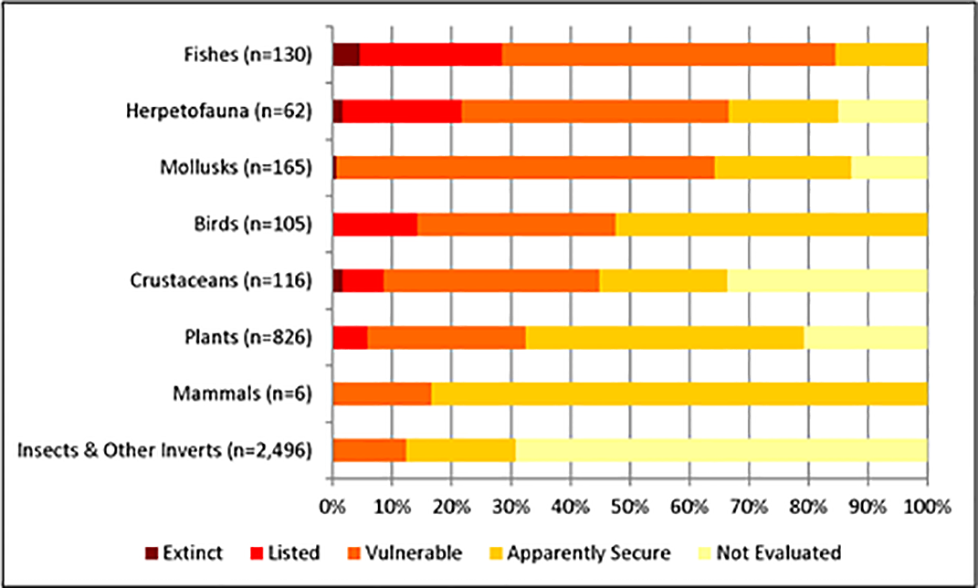 Fishes (n=130)
Herpetofauna (n=62)
Mollusks (n=165)
Birds (n=105)
Crustaceans (n=116)
Plants (n=826)
Mammals (n=6)
Insects & Other Inverts (n=2,496)
0% 10% 20% 30% 40% 50% 60% 70% 80% 90% 100%
Extinct Listed Vulnerable Apparently Secure Not Evaluated